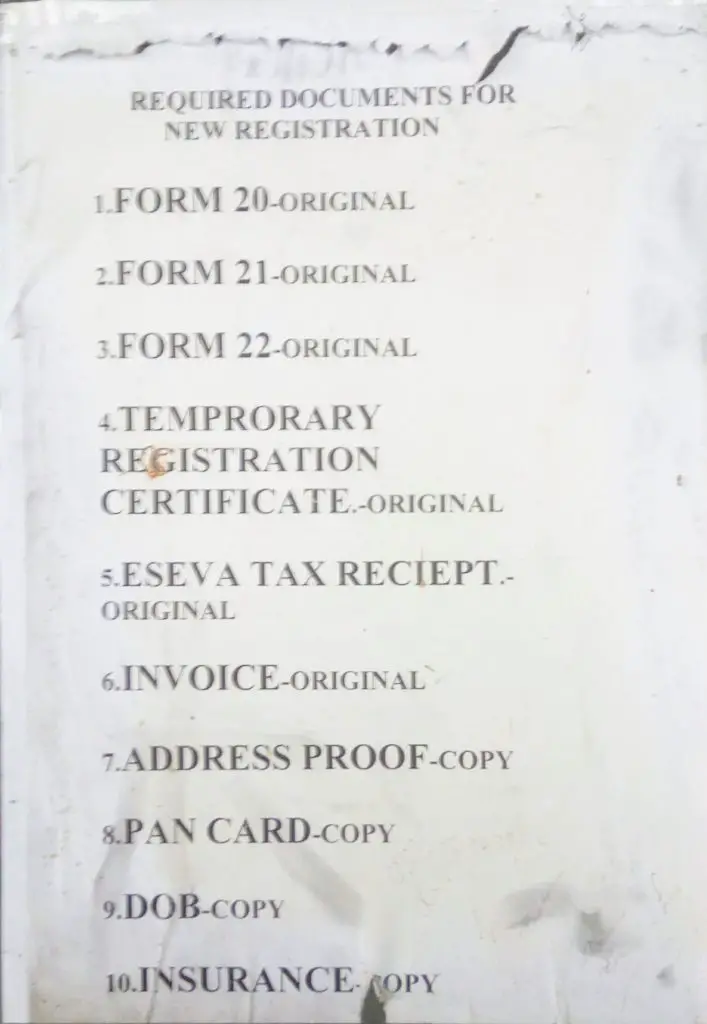 REQUIRED DOCUMENTS FOR
NEW REGISTRATION
1.FORM 20-ORIGINAL
2.FORM 21-ORIGINAL
3.FORM 22-ORIGINAL
4.TEMPRORARY
REGISTRATION
CERTIFICATE.-ORIGINAL
5.ESEVA TAX RECIEPT.-
ORIGINAL
6.INVOICE-ORIGINAL
7.ADDRESS PROOF-COPY
8.PAN CARD-COPY
9.DOB-COPY
10.INSURANCE-COPY